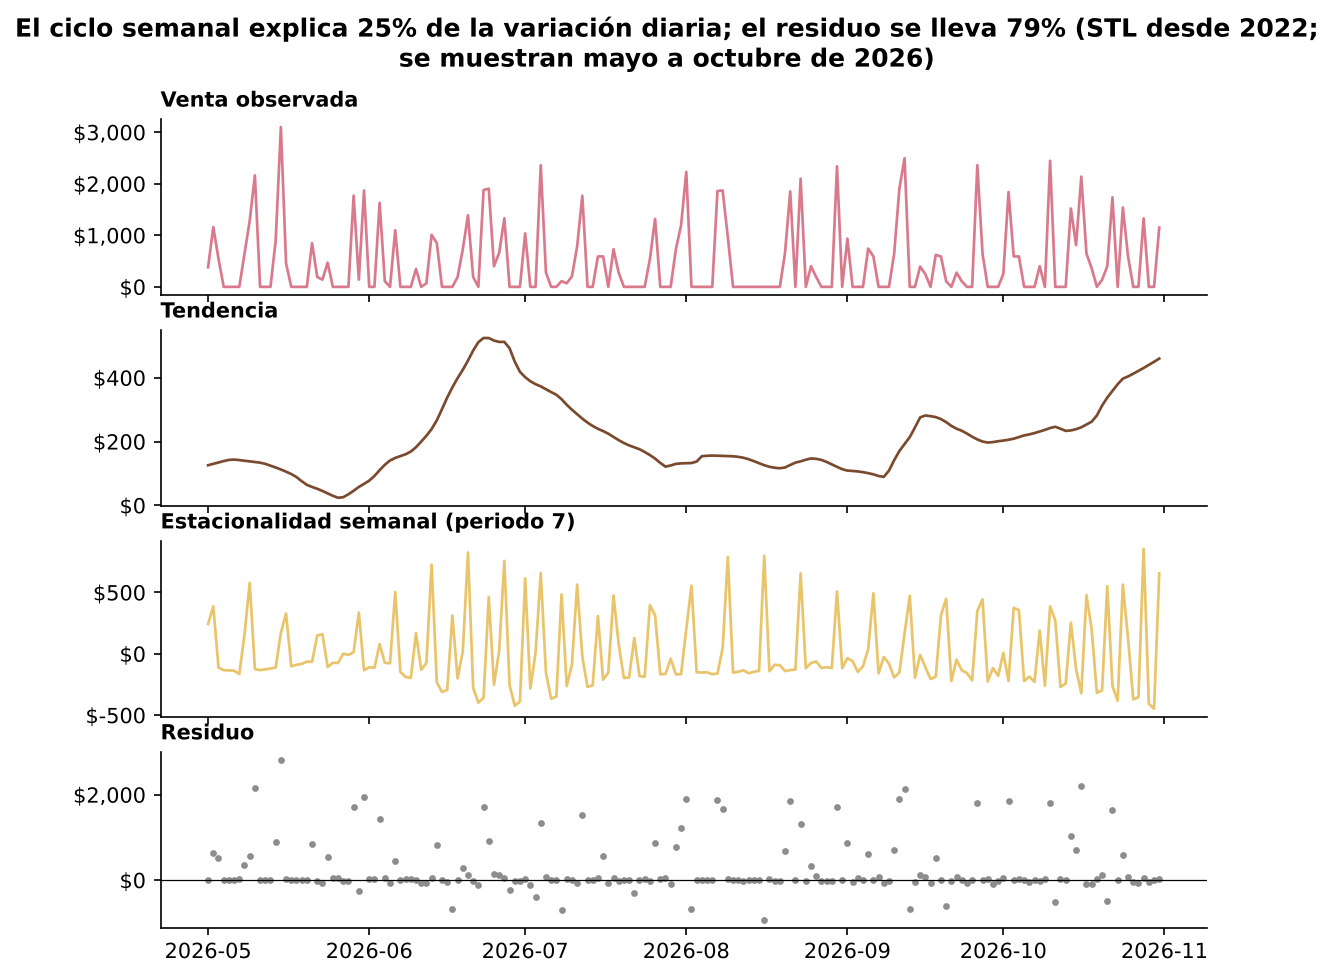 El ciclo semanal explica 25% de la variación diaria; el residuo se lleva 79% (STL desde 2022;
se muestran mayo a octubre de 2026)
Venta observada
$3,000
$2,000
$1,000
$0
Tendencia
$400
$200
$0
Estacionalidad semanal (periodo 7)
$500
$0
$-500
Residuo
$2,000
$0
2026-05 2026-06 2026-07 2026-08 2026-09 2026-10 2026-11